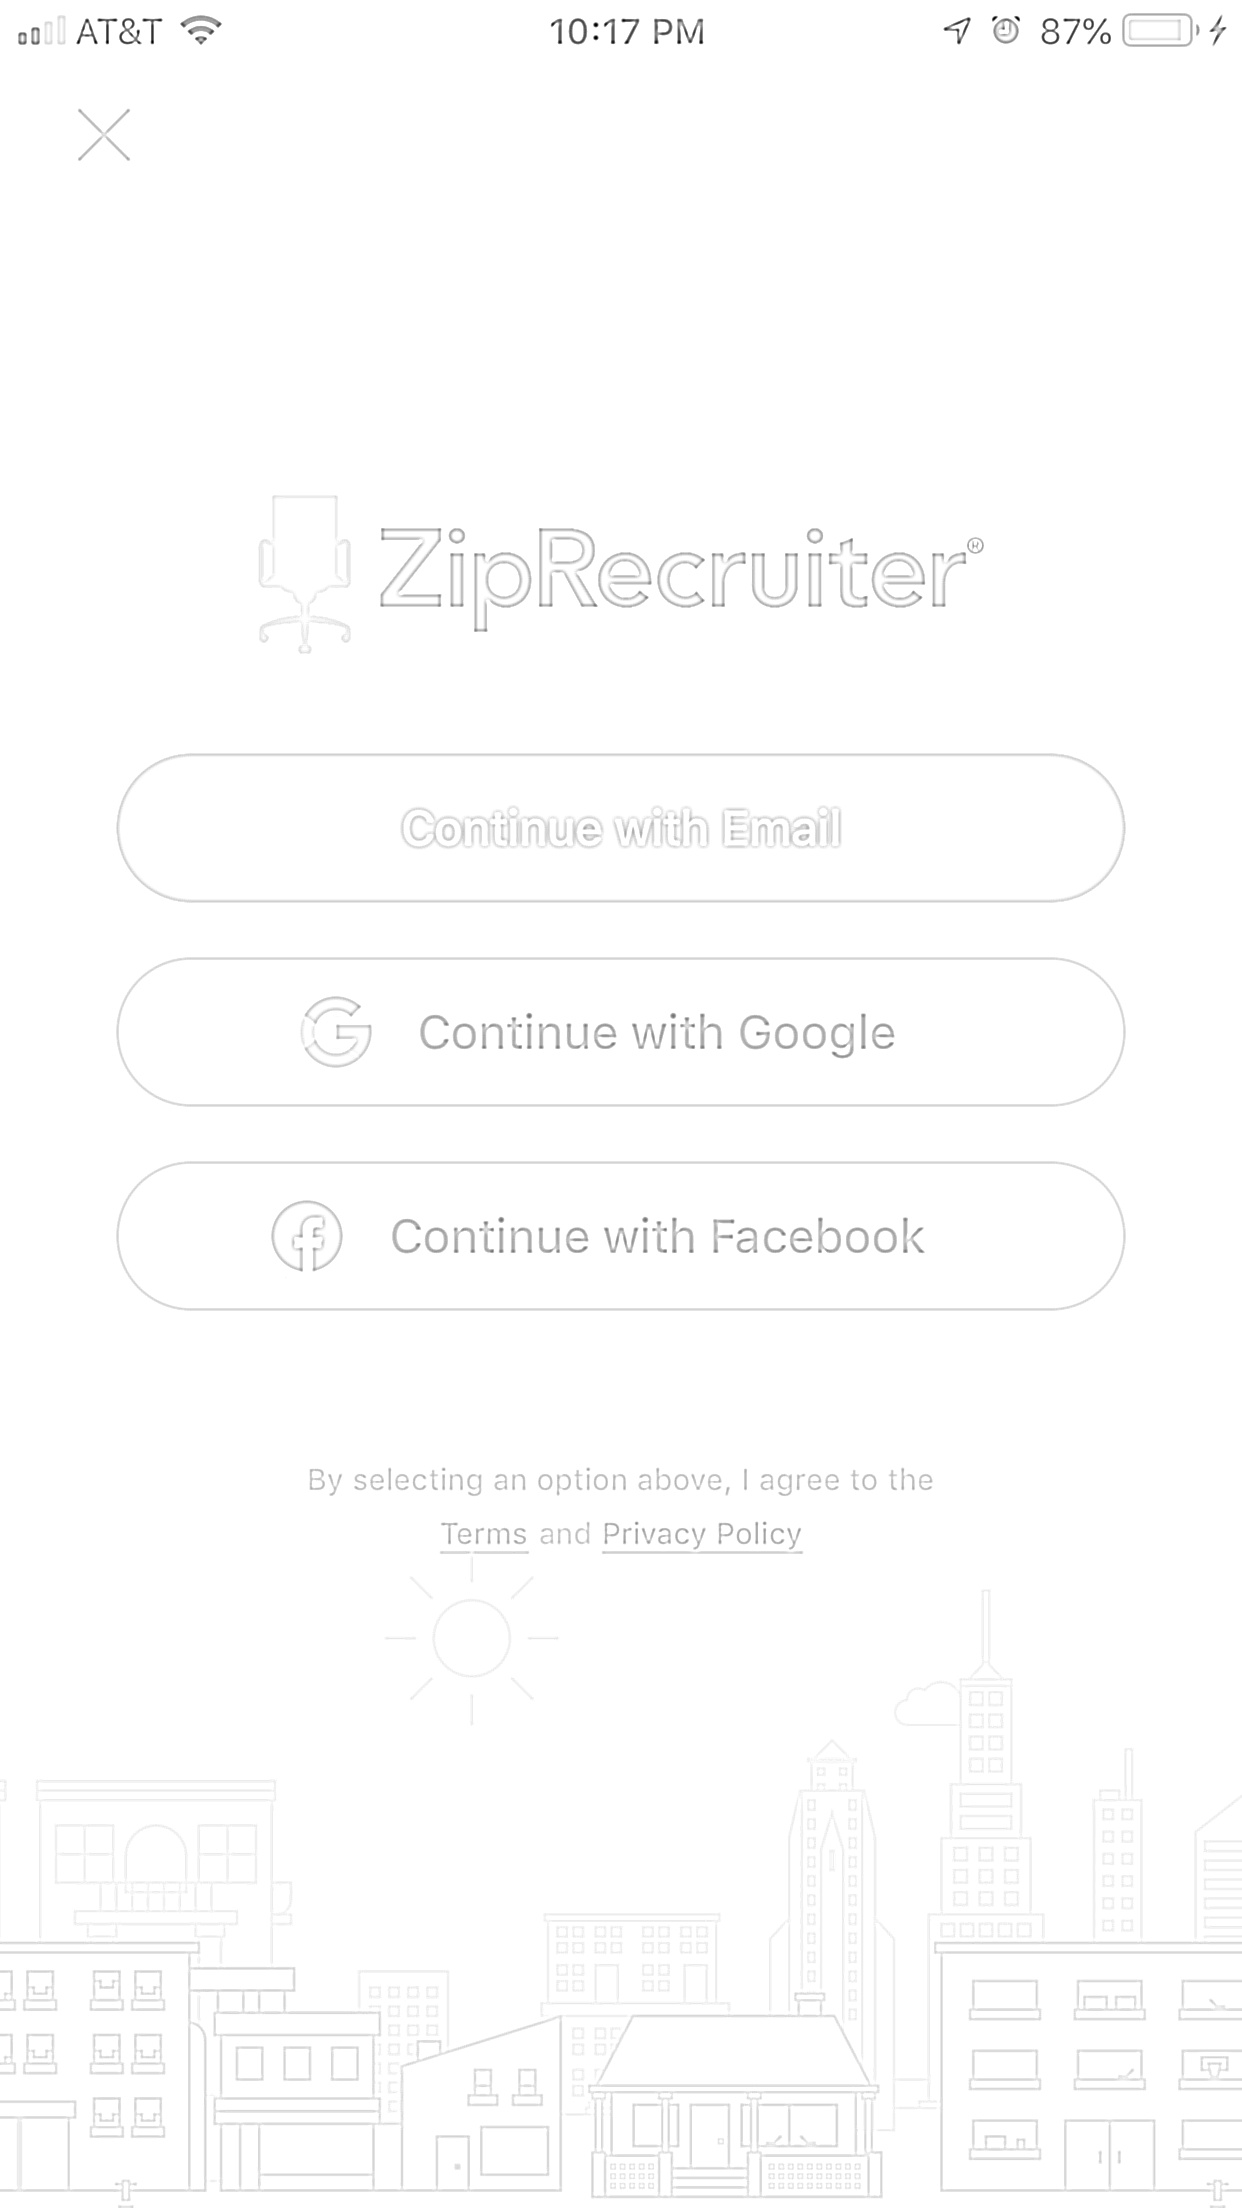 AT&T 10:17 PM 87%
ZipRecruiter®
Continue with Email
Continue with Google
Continue with Facebook
By selecting an option above, I agree to the
Terms and Privacy Policy